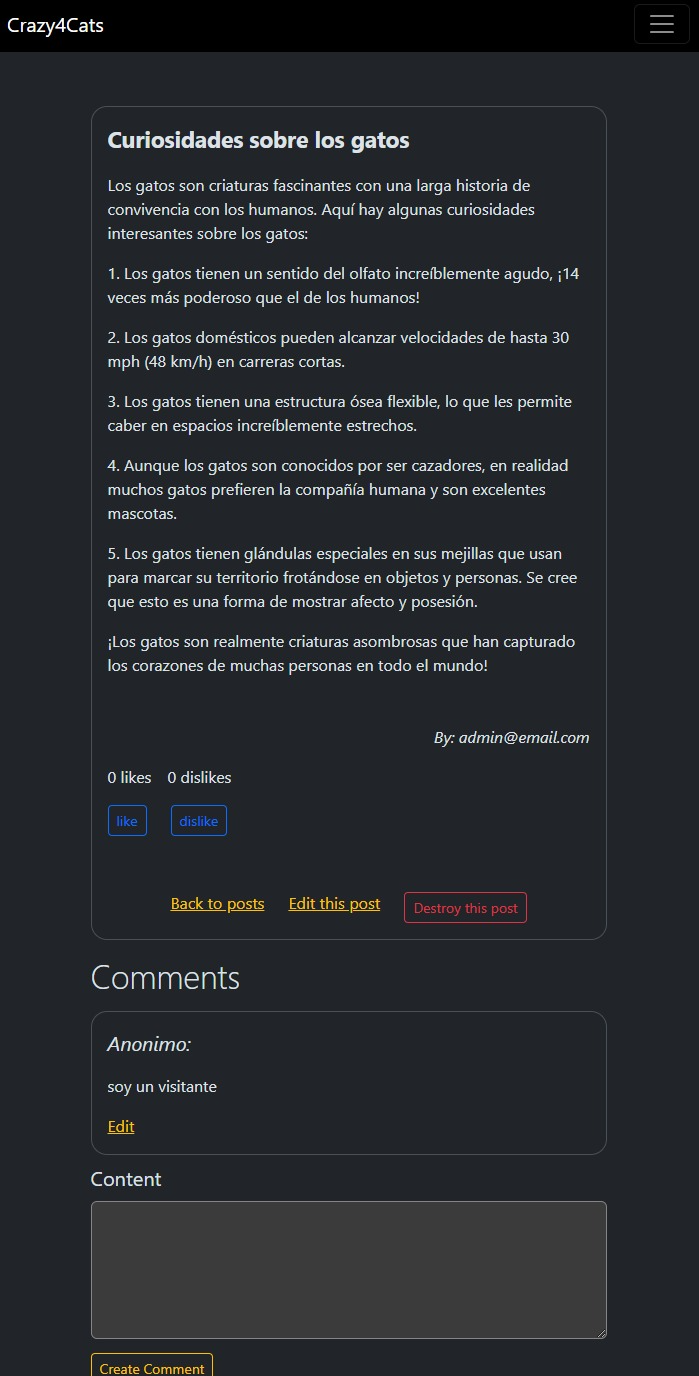 Crazy4Cats
Curiosidades sobre los gatos
Los gatos son criaturas fascinantes con una larga historia de
convivencia con los humanos. Aquí hay algunas curiosidades
interesantes sobre los gatos:
1. Los gatos tienen un sentido del olfato increíblemente agudo, ¡14
veces más poderoso que el de los humanos!
2. Los gatos domésticos pueden alcanzar velocidades de hasta 30
mph (48 km/h) en carreras cortas.
3. Los gatos tienen una estructura ósea flexible, lo que les permite
caber en espacios increíblemente estrechos.
4. Aunque los gatos son conocidos por ser cazadores, en realidad
muchos gatos prefieren la compañía humana y son excelentes
mascotas.
5. Los gatos tienen glándulas especiales en sus mejillas que usan
para marcar su territorio frotándose en objetos y personas. Se cree
que esto es una forma de mostrar afecto y posesión.
¡Los gatos son realmente criaturas asombrosas que han capturado
los corazones de muchas personas en todo el mundo!
By: admin@email.com
0 likes 0 dislikes
like dislike
Back to posts Edit this post Destroy this post
Comments
Anonimo:
soy un visitante
Edit
Content
Create Comment